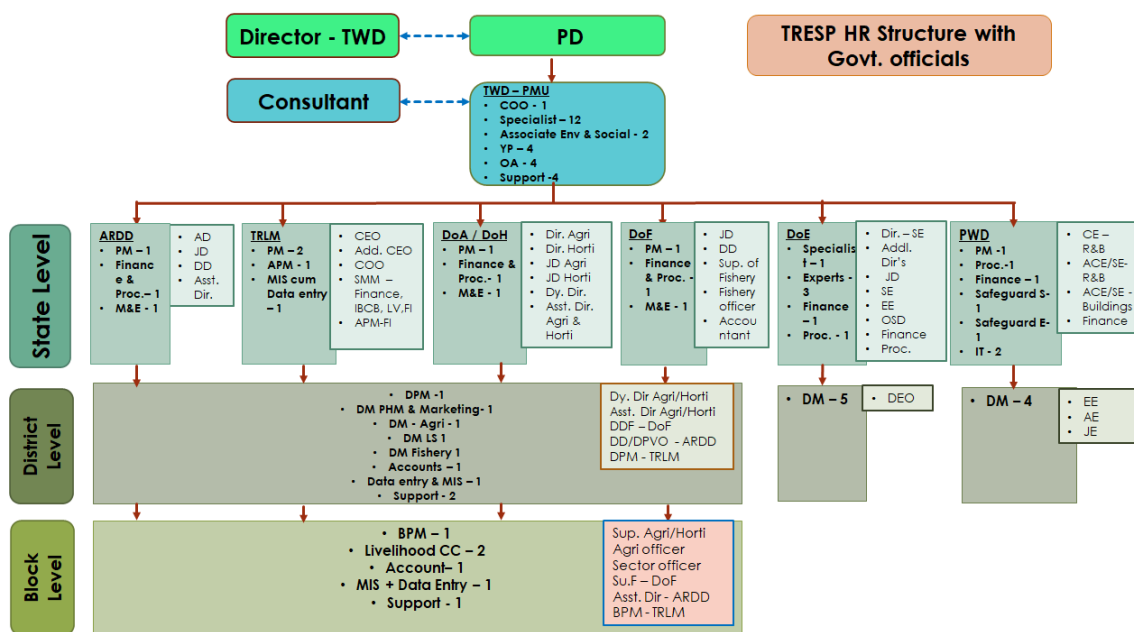 Director - TWD
PD
TRESP HR Structure with
Govt. officials
Consultant
TWD – PMU
• COO - 1
• Specialist – 12
• Associate Env & Social - 2
• YP – 4
• OA - 4
• Support -4
State Level
ARDD
• PM – 1
• Financ
e &
Proc.– 1
• M&E - 1
• AD
• JD
• DD
• Asst.
Dir.
TRLM
• PM – 2
• APM - 1
• MIS cum
Data entry
– 1
• CEO
• Add. CEO
• COO
• SMM –
Finance,
IBCB, LV,FI
• APM-FI
DoA / DoH
• PM – 1
• Finance &
Proc.- 1
• M&E - 1
• Dir. Agri
• Dir. Horti
• JD Agri
• JD Horti
• Dy. Dir.
• Asst. Dir.
Agri &
Horti
DoF
• PM – 1
• Finance
& Proc. -
1
• M&E - 1
• JD
• DD
• Sup. of
Fishery
• Fishery
officer
• Accou
ntant
DoE
• Specialis
t – 1
• Experts -
3
• Finance
– 1
• Proc. - 1
• Dir. – SE
• Addl.
Dir's
• JD
• SE
• EE
• OSD
• Finance
• Proc.
PWD
• PM -1
• Proc.-1
• Finance – 1
• Safeguard S-
1
• Safeguard E-
1
• IT - 2
• CE –
R&B
• ACE/SE-
R&B
• ACE/SE -
Buildings
• Finance
District
Level
• DPM -1
• DM PHM & Marketing- 1
• DM - Agri - 1
• DM LS 1
• DM Fishery 1
• Accounts – 1
• Data entry & MIS – 1
• Support - 2
Dy. Dir Agri/Horti
Asst. Dir Agri/Horti
DDF – DoF
DD/DPVO - ARDD
DPM - TRLM
• DM – 5
• DEO
• DM – 4
• EE
• AE
• JE
Block
Level
• BPM – 1
• Livelihood CC – 2
• Account– 1
• MIS + Data Entry – 1
• Support - 1
Sup. Agri/Horti
Agri officer
Sector officer
Su.F – DoF
Asst. Dir - ARDD
BPM - TRLM